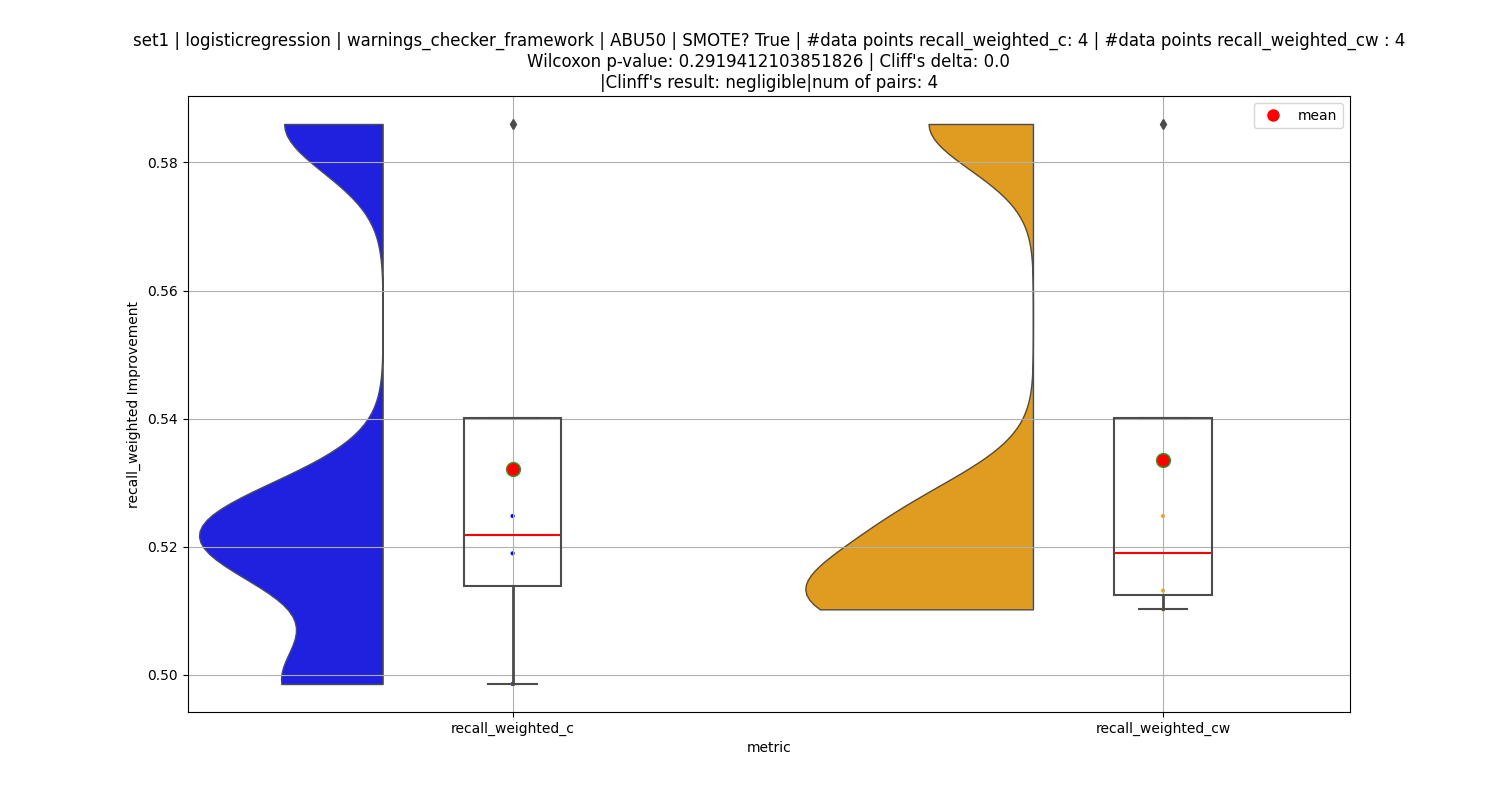 set1 | logisticregression | warnings_checker_framework | ABU50 | SMOTE? True | #data points recall_weighted_c: 4 | #data points recall_weighted_cw : 4
Wilcoxon p-value: 0.2919412103851826 | Cliff's delta: 0.0
|Clinff's result: negligible|num of pairs: 4
mean
0.58
0.56
0.54
0.52
0.50
recall_weighted Improvement
recall_weighted_c
recall_weighted_cw
metric